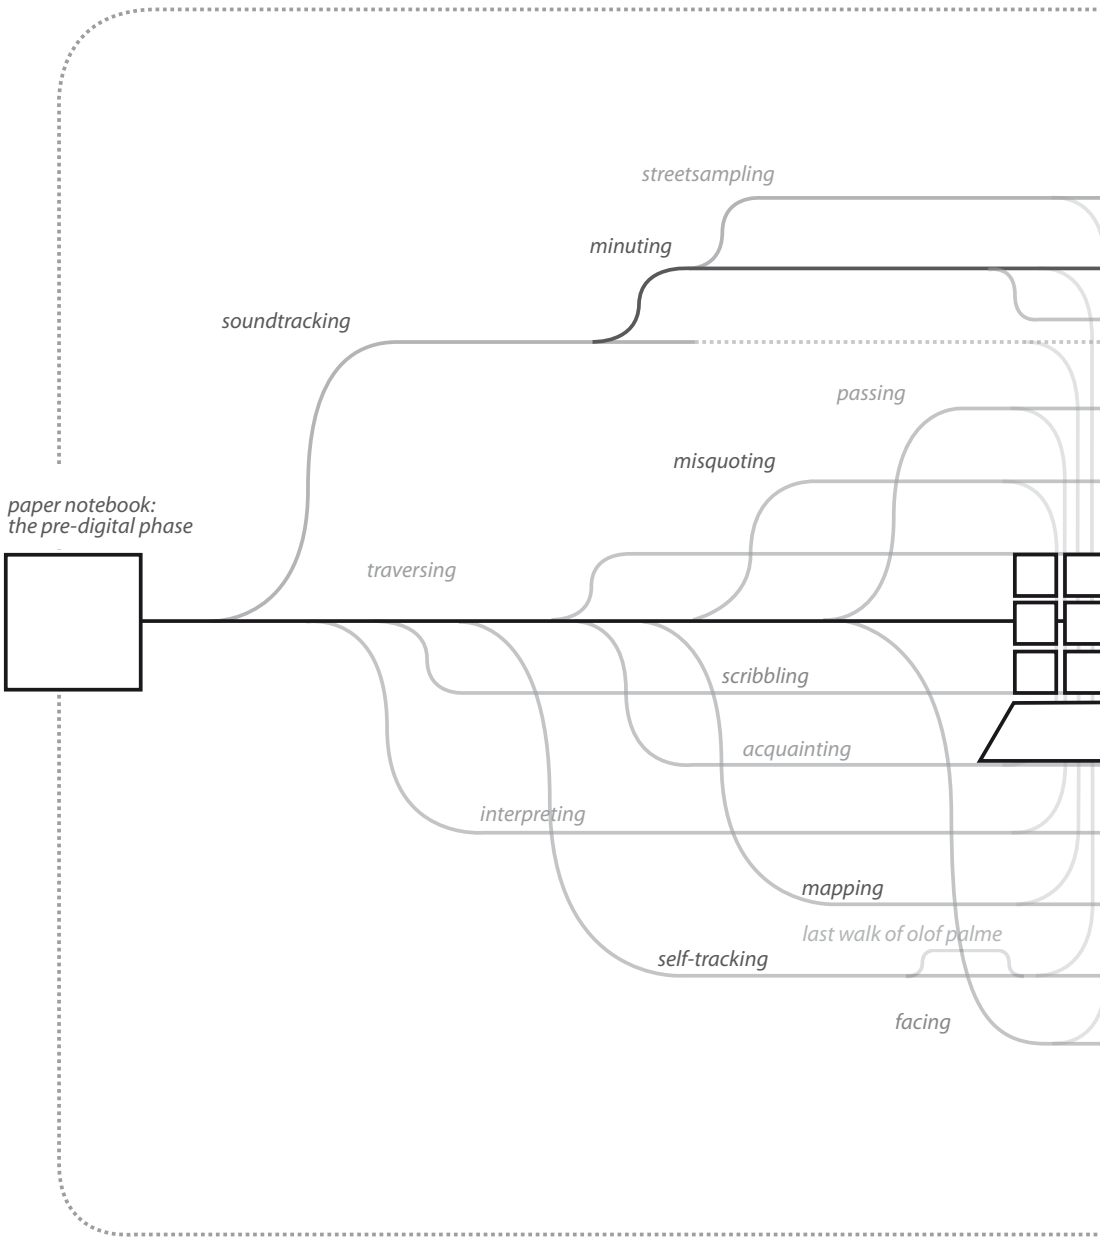 streetsampling
minuting
soundtracking
passing
misquoting
paper notebook:
the pre-digital phase
traversing
scribbling
acquainting
interpreting
mapping
last walk of olof palme
self-tracking
facing